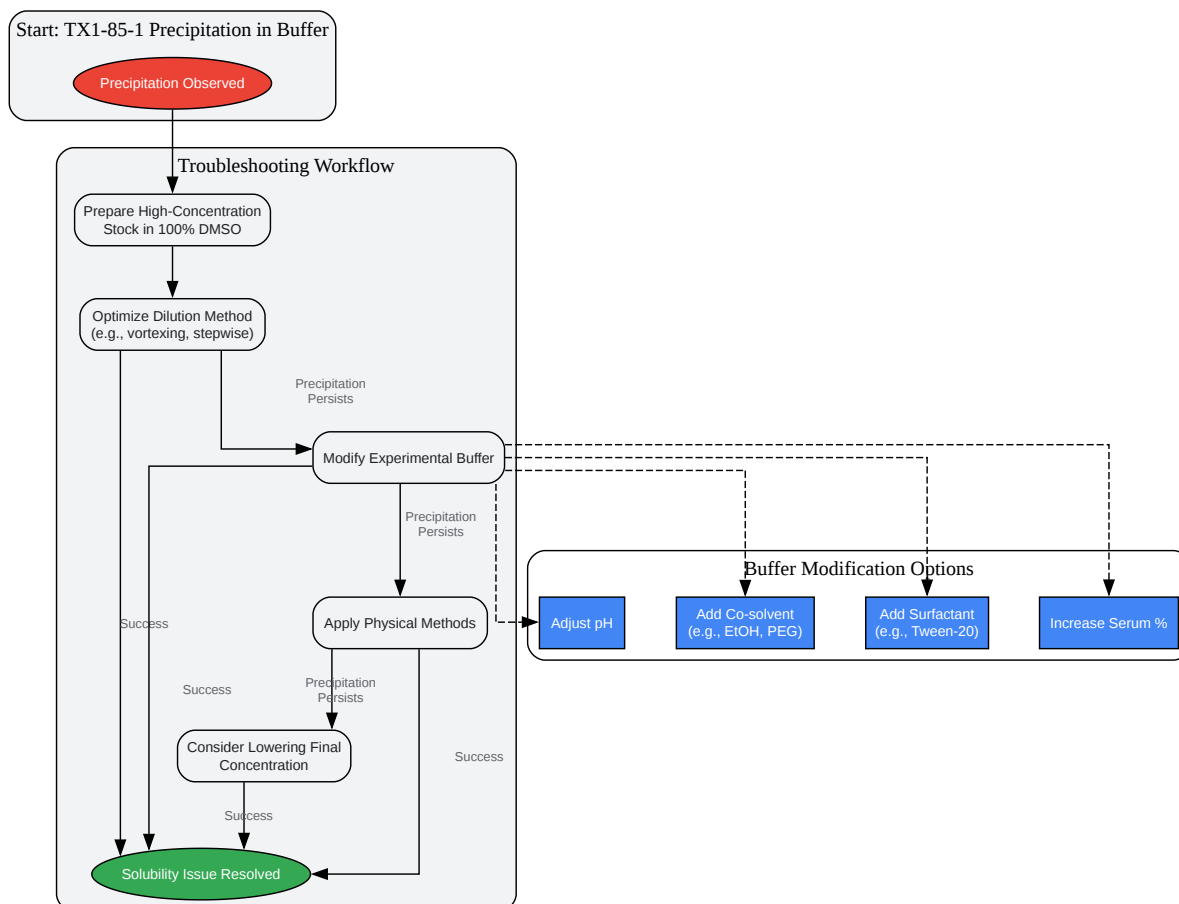 Start: TX1-85-1 Precipitation in Buffer
Precipitation Observed
Troubleshooting Workflow
Prepare High-Concentration
Stock in 100% DMSO
Optimize Dilution Method
(e.g., vortexing, stepwise)
Precipitation
Persists
Modify Experimental Buffer
Precipitation
Persists
Buffer Modification Options
Adjust pH
Add Co-solvent
(e.g., EtOH, PEG)
Add Surfactant
(e.g., Tween-20)
Increase Serum %
Apply Physical Methods
Success
Success
Precipitation
Persists
Success
Consider Lowering Final
Concentration
Success
Solubility Issue Resolved